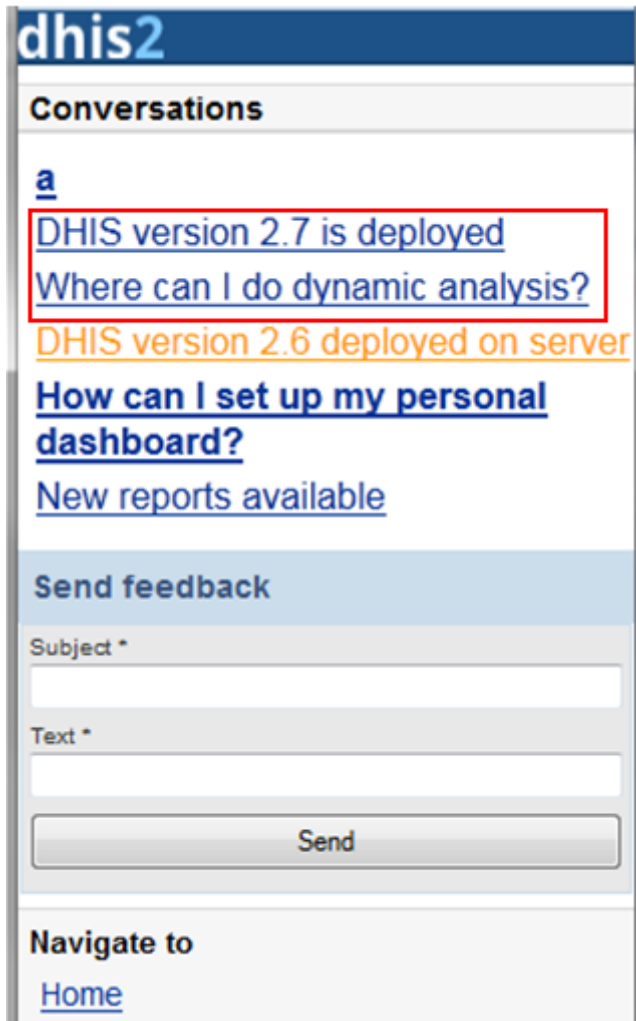 dhis2
Conversations
a
DHIS version 2.7 is deployed
Where can I do dynamic analysis?
DHIS version 2.6 deployed on server
How can I set up my personal
dashboard?
New reports available
Send feedback
Subject *
Text *
Send
Navigate to
Home